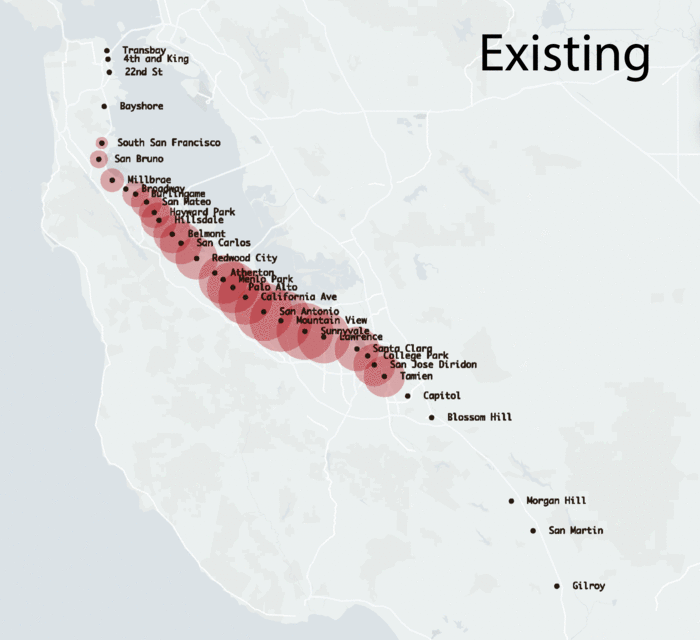 Existing
Transbay
4th and King
22nd St
Bayshore
South San Francisco
San Bruno
Millbrae
Broadway
Burlingame
San Mateo
Hayward Park
Hillsdale
Belmont
San Carlos
Redwood City
Atherton
Menlo Park
Palo Alto
California Ave
San Antonio
Mountain View
Sunnyvale
Lawrence
Santa Clara
College Park
San Jose Diridon
Tamien
Capitol
Blossom Hill
Morgan Hill
San Martin
Gilroy